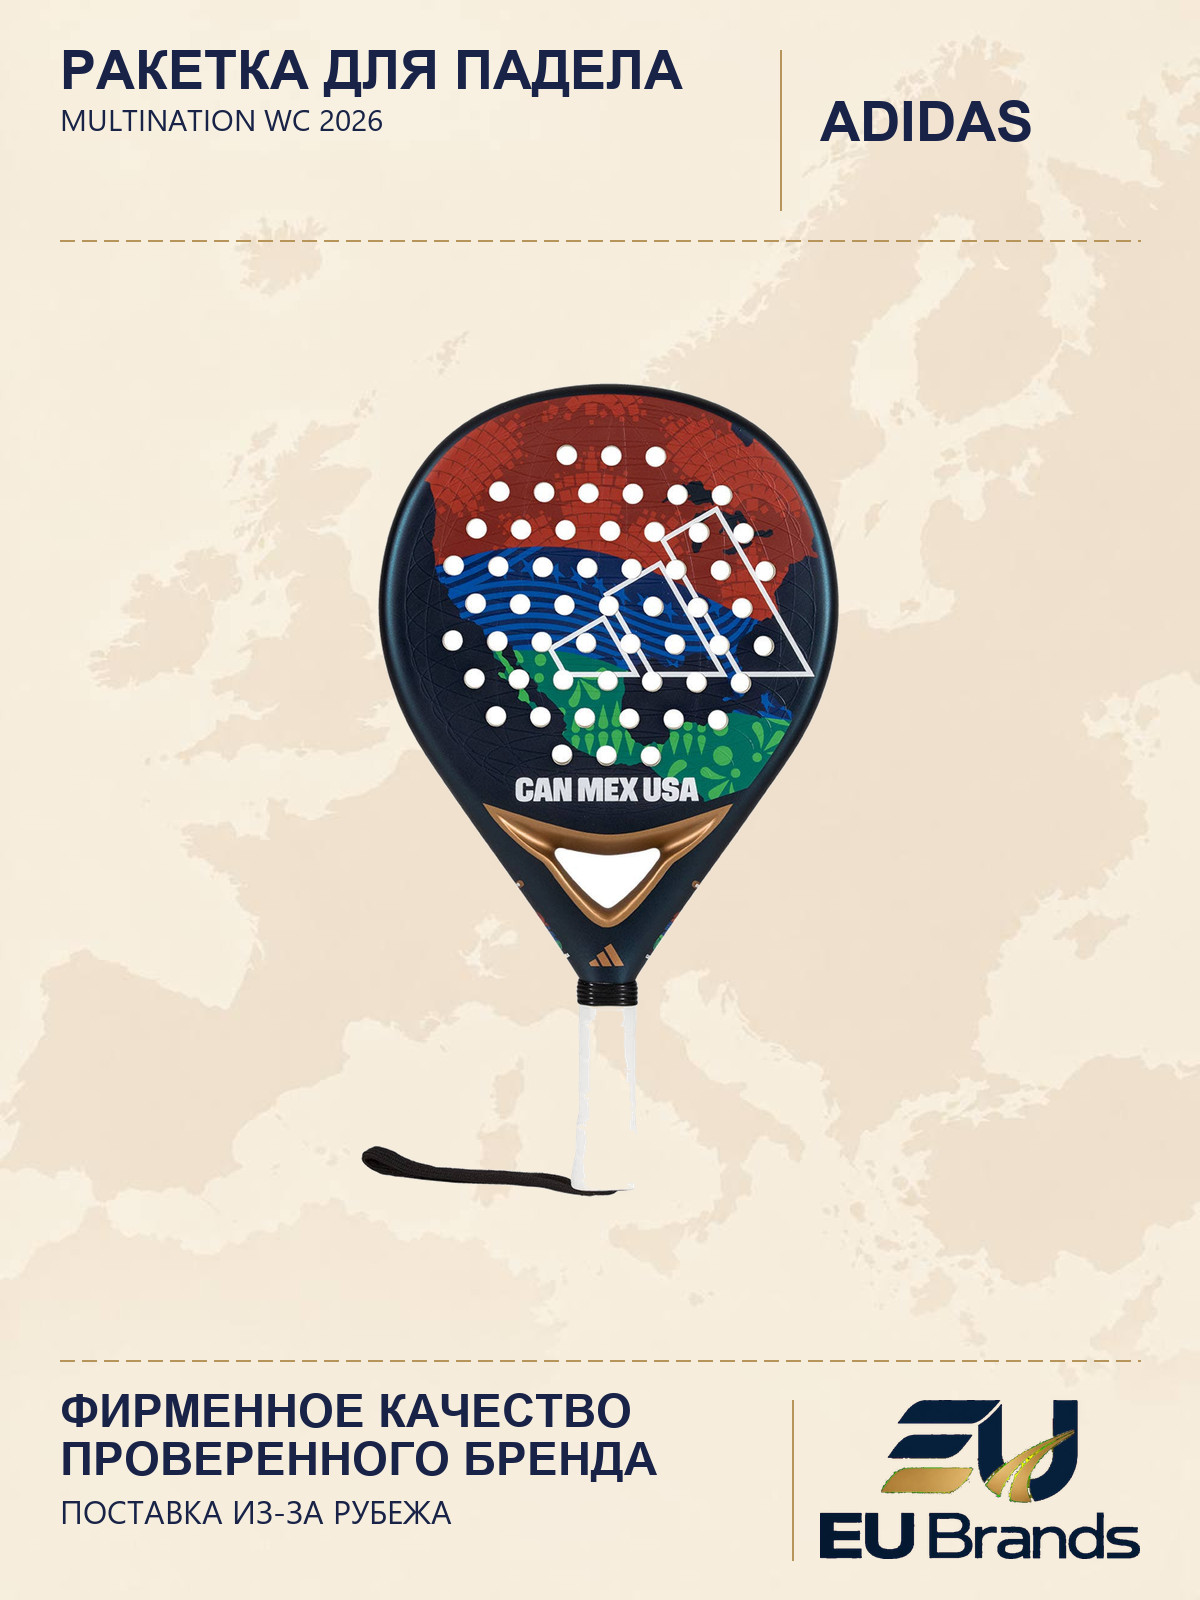 РАКЕТКА ДЛЯ ПАДЕЛА
MULTINATION WC 2026
ADIDAS
CAN MEX USA
ФИРМЕННОЕ КАЧЕСТВО
ПРОВЕРЕННОГО БРЕНДА
ПОСТАВКА ИЗ-ЗА РУБЕЖА
EU
EU Brands